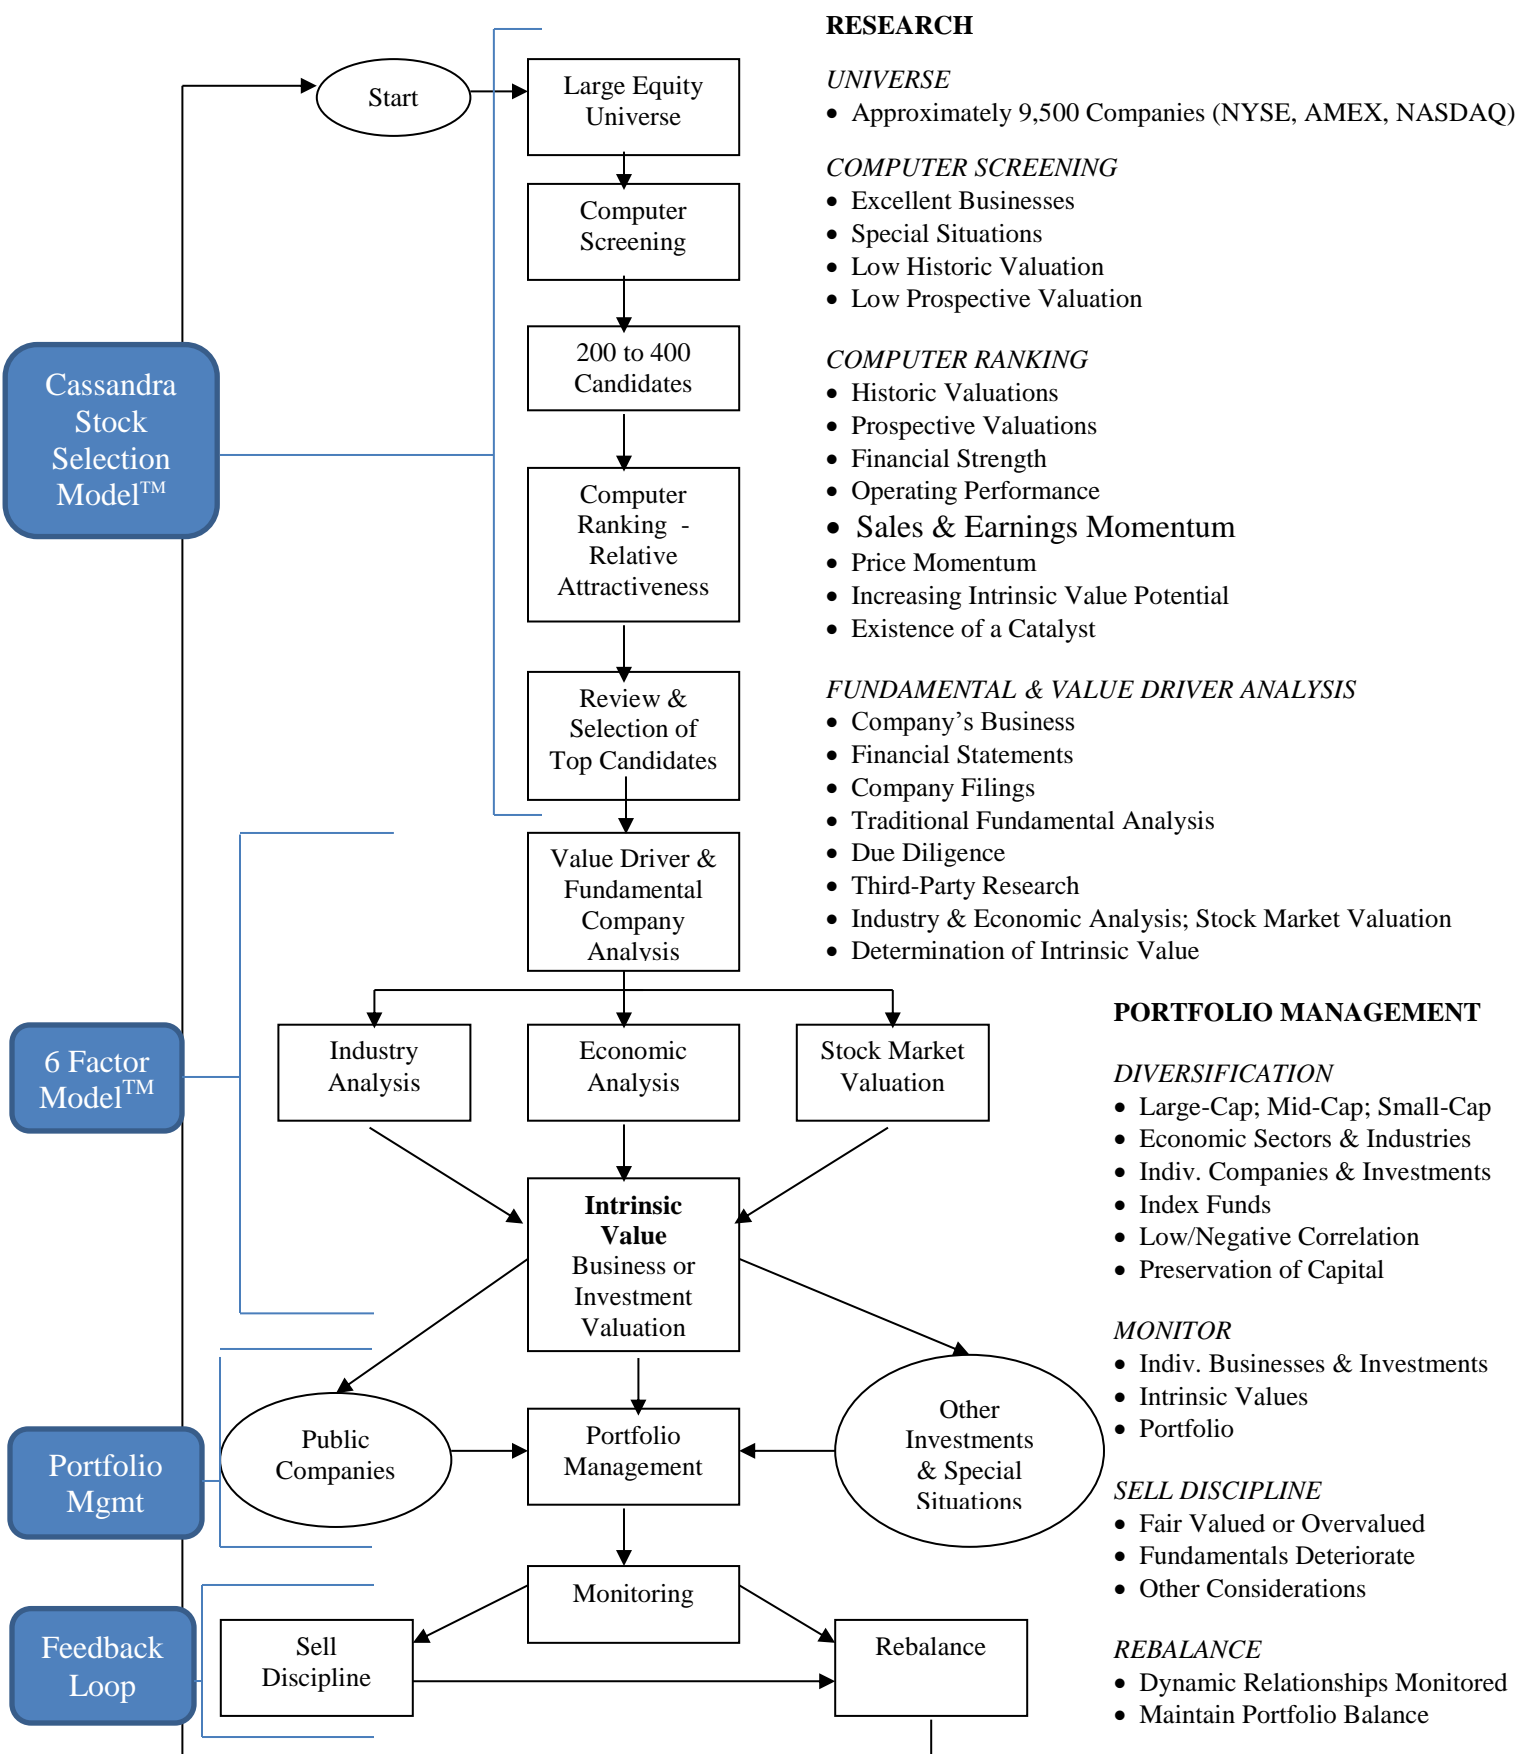 Start
Large Equity
Universe
Computer
Screening
200 to 400
Candidates
Computer
Ranking  -
Relative
Attractiveness
Review &
Selection of
Top Candidates
Value Driver &
Fundamental
Company
Analysis
Industry
Analysis
Economic
Analysis
Stock Market
Valuation
Intrinsic
Value
Business or
Investment
Valuation
Public
Companies
Portfolio
Management
Other
Investments
& Special
Situations
Monitoring
Sell
Discipline
Rebalance
Cassandra
Stock
Selection
Model™
6 Factor
Model™
Portfolio
Mgmt
Feedback
Loop
RESEARCH
UNIVERSE
• Approximately 9,500 Companies (NYSE, AMEX, NASDAQ)
COMPUTER SCREENING
• Excellent Businesses
• Special Situations
• Low Historic Valuation
• Low Prospective Valuation
COMPUTER RANKING
• Historic Valuations
• Prospective Valuations
• Financial Strength
• Operating Performance
• Sales & Earnings Momentum
• Price Momentum
• Increasing Intrinsic Value Potential
• Existence of a Catalyst
FUNDAMENTAL & VALUE DRIVER ANALYSIS
• Company’s Business
• Financial Statements
• Company Filings
• Traditional Fundamental Analysis
• Due Diligence
• Third-Party Research
• Industry & Economic Analysis; Stock Market Valuation
• Determination of Intrinsic Value
PORTFOLIO MANAGEMENT
DIVERSIFICATION
• Large-Cap; Mid-Cap; Small-Cap
• Economic Sectors & Industries
• Indiv. Companies & Investments
• Index Funds
• Low/Negative Correlation
• Preservation of Capital
MONITOR
• Indiv. Businesses & Investments
• Intrinsic Values
• Portfolio
SELL DISCIPLINE
• Fair Valued or Overvalued
• Fundamentals Deteriorate
• Other Considerations
REBALANCE
• Dynamic Relationships Monitored
• Maintain Portfolio Balance